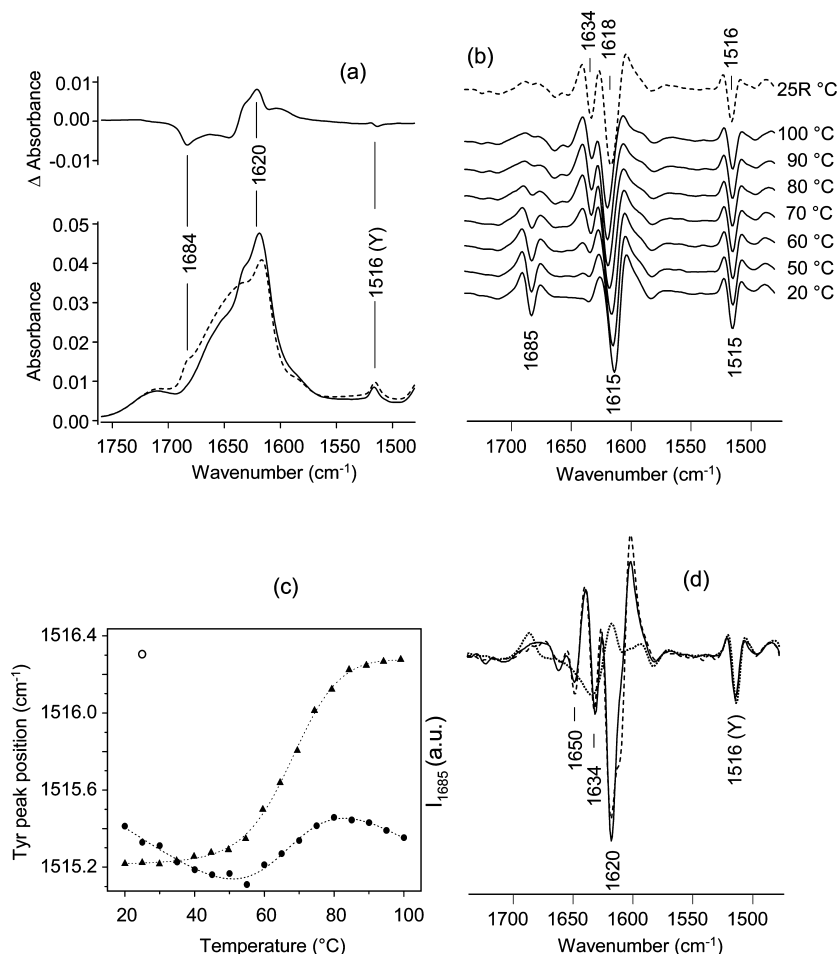 (a)
0.01
0.00
-0.01
Δ Absorbance
1684
1620
1516 (Y)
0.05
0.04
0.03
0.02
0.01
0.00
Absorbance
1750 1700 1650 1600 1550 1500
Wavenumber (cm-1)
(b)
1634
1618
1516
25R °C
100 °C
90 °C
80 °C
70 °C
60 °C
50 °C
20 °C
1685
1615
1515
1700 1650 1600 1550 1500
Wavenumber (cm-1)
(c)
1516.4
1516.0
1515.6
1515.2
Tyr peak position (cm-1)
I1685 (a.u.)
20 40 60 80 100
Temperature (°C)
(d)
1650
1634
1620
1516 (Y)
1700 1650 1600 1550 1500
Wavenumber (cm-1)